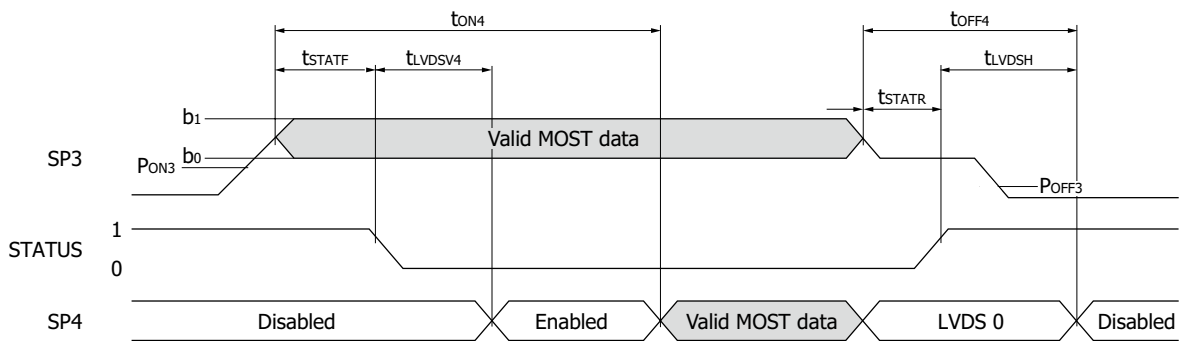 tON4
tOFF4
tSTATF
tLVDSV4
tLVDSH
tSTATR
b1
Valid MOST data
SP3
b0
PON3
POFF3
1
STATUS
0
SP4
Disabled
Enabled
Valid MOST data
LVDS 0
Disabled